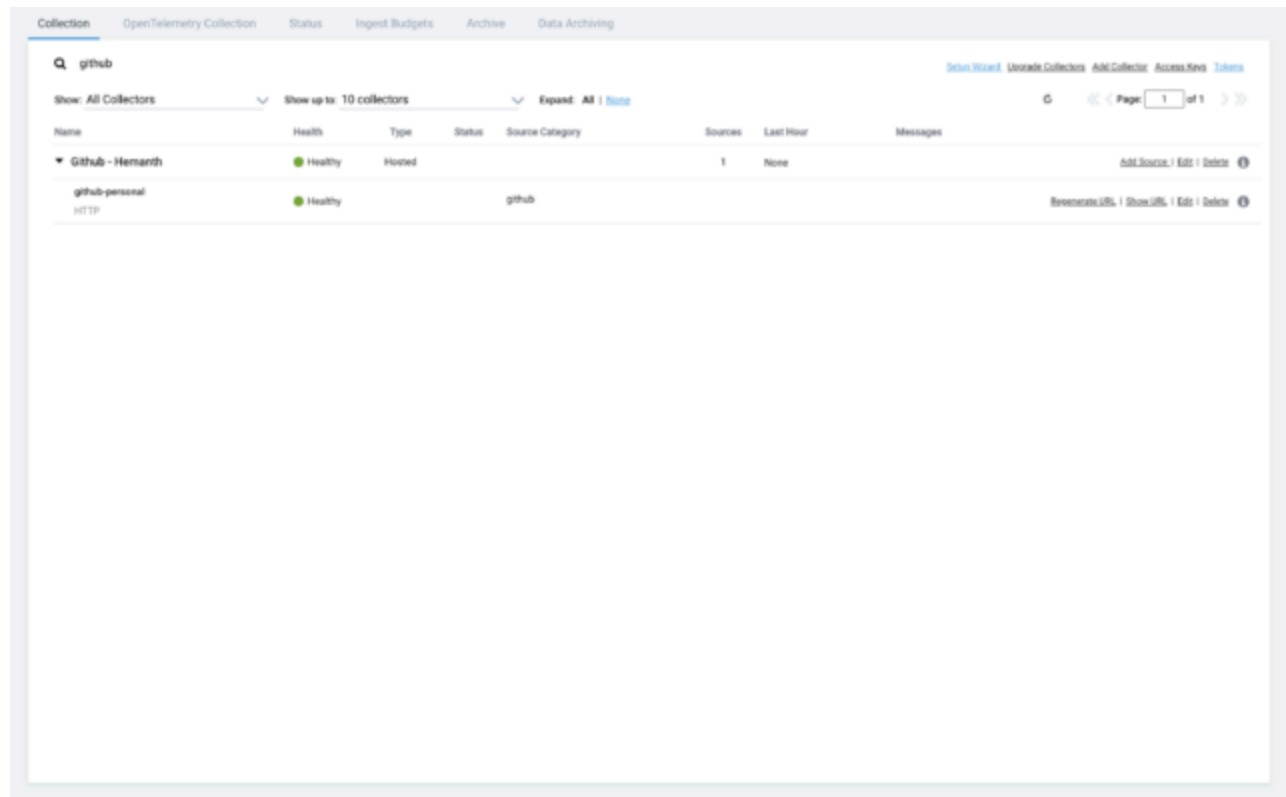 Collection OpenTelemetry Collection Status Ingest Budgets Archive Data Archiving
github
Setup Wizard Upgrade Collectors Add Collector Access Keys Tokens
Show: All Collectors Show up to: 10 collectors Expand: All | None Page: 1 of 1
Name Health Type Status Source Category Sources Last Hour Messages
Github - Hemanth Healthy Hosted 1 None Add Source | Edit | Delete
github-personal Healthy github Regenerate URL | Show URL | Edit | Delete
HTTP